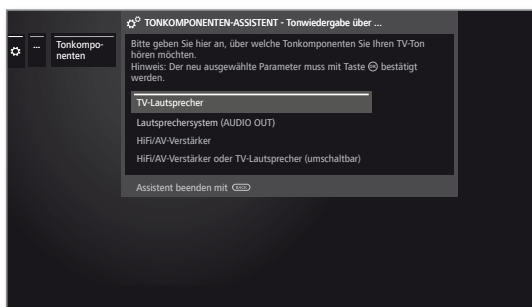 TONKOMPONENTEN-ASSISTENT - Tonwiedergabe über ...
...
Tonkompo-
nenten
Bitte geben Sie hier an, über welche Tonkomponenten Sie Ihren TV-Ton
hören möchten.
Hinweis: Der neu ausgewählte Parameter muss mit Taste OK bestätigt
werden.
TV-Lautsprecher
Lautsprechersystem (AUDIO OUT)
HiFi/AV-Verstärker
HiFi/AV-Verstärker oder TV-Lautsprecher (umschaltbar)
Assistent beenden mit BACK